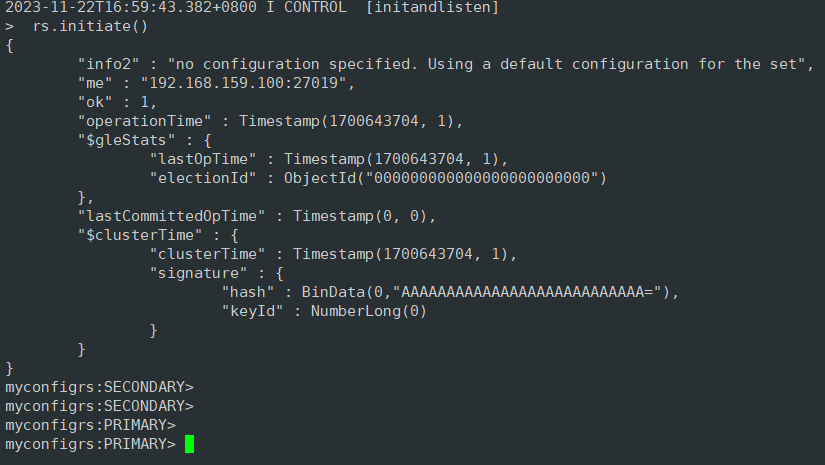 2023-11-22T16:59:43.382+0800 I CONTROL  [initandlisten]
>  rs.initiate()
{
        "info2" : "no configuration specified. Using a default configuration for the set",
        "me" : "192.168.159.100:27019",
        "ok" : 1,
        "operationTime" : Timestamp(1700643704, 1),
        "$gleStats" : {
                "lastOpTime" : Timestamp(1700643704, 1),
                "electionId" : ObjectId("000000000000000000000000")
        },
        "lastCommittedOpTime" : Timestamp(0, 0),
        "$clusterTime" : {
                "clusterTime" : Timestamp(1700643704, 1),
                "signature" : {
                        "hash" : BinData(0,"AAAAAAAAAAAAAAAAAAAAAAAAAAA="),
                        "keyId" : NumberLong(0)
                }
        }
}
myconfigrs:SECONDARY>
myconfigrs:SECONDARY>
myconfigrs:PRIMARY>
myconfigrs:PRIMARY>